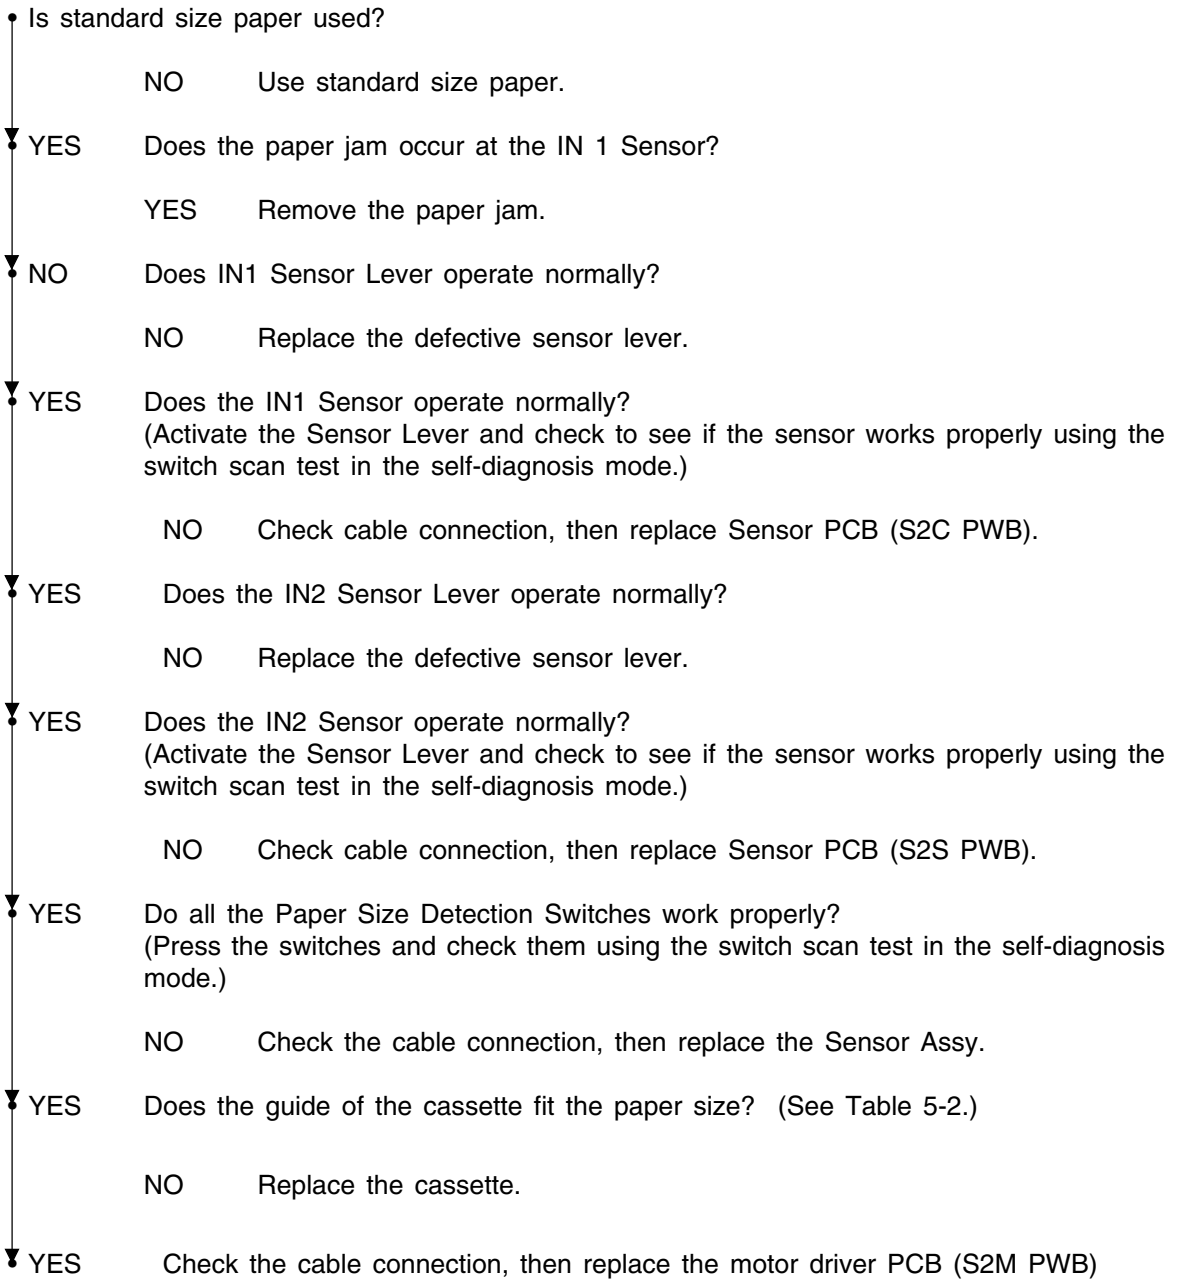 Is standard size paper used?
NO Use standard size paper.
YES Does the paper jam occur at the IN 1 Sensor?
YES Remove the paper jam.
NO Does IN1 Sensor Lever operate normally?
NO Replace the defective sensor lever.
YES Does the IN1 Sensor operate normally?
(Activate the Sensor Lever and check to see if the sensor works properly using the
switch scan test in the self-diagnosis mode.)
NO Check cable connection, then replace Sensor PCB (S2C PWB).
YES Does the IN2 Sensor Lever operate normally?
NO Replace the defective sensor lever.
YES Does the IN2 Sensor operate normally?
(Activate the Sensor Lever and check to see if the sensor works properly using the
switch scan test in the self-diagnosis mode.)
NO Check cable connection, then replace Sensor PCB (S2S PWB).
YES Do all the Paper Size Detection Switches work properly?
(Press the switches and check them using the switch scan test in the self-diagnosis
mode.)
NO Check the cable connection, then replace the Sensor Assy.
YES Does the guide of the cassette fit the paper size? (See Table 5-2.)
NO Replace the cassette.
YES Check the cable connection, then replace the motor driver PCB (S2M PWB)